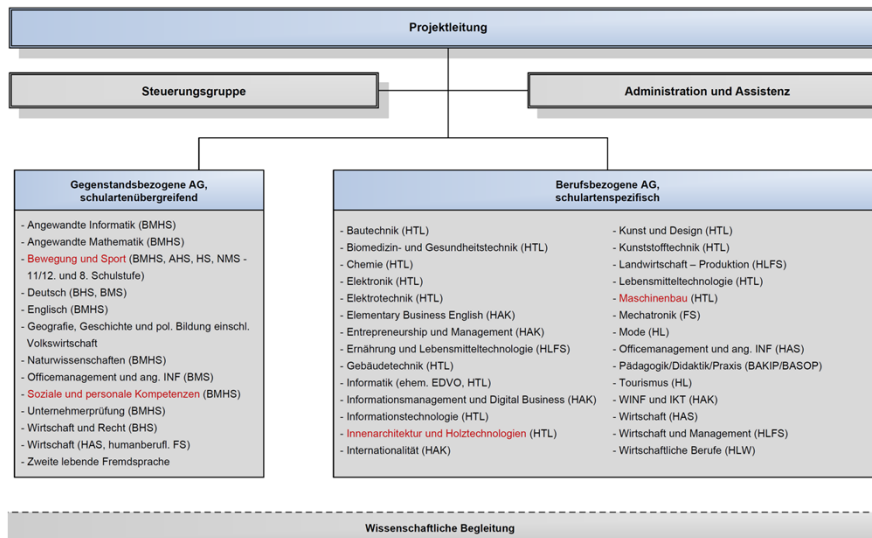 Projektleitung
Steuerungsgruppe
Administration und Assistenz
Gegenstandsbezogene AG,
schulartenübergreifend
- Angewandte Informatik (BMHS)
- Angewandte Mathematik (BMHS)
- Bewegung und Sport (BMHS, AHS, HS, NMS -
11/12. und 8. Schulstufe)
- Deutsch (BHS, BMS)
- Englisch (BMHS)
- Geografie, Geschichte und pol. Bildung einschl.
Volkswirtschaft
- Naturwissenschaften (BMHS)
- Officemanagement und ang. INF (BMS)
- Soziale und personale Kompetenzen (BMHS)
- Unternehmerprüfung (BMHS)
- Wirtschaft und Recht (BHS)
- Wirtschaft (HAS, humanberufl. FS)
- Zweite lebende Fremdsprache
Berufsbezogene AG,
schulartenspezifisch
- Bautechnik (HTL)
- Biomedizin- und Gesundheitstechnik (HTL)
- Chemie (HTL)
- Elektronik (HTL)
- Elektrotechnik (HTL)
- Elementary Business English (HAK)
- Entrepreneurship und Management (HAK)
- Ernährung und Lebensmitteltechnologie (HLFS)
- Gebäudetechnik (HTL)
- Informatik (ehem. EDVO, HTL)
- Informationsmanagement und Digital Business (HAK)
- Informationstechnologie (HTL)
- Innenarchitektur und Holztechnologien (HTL)
- Internationalität (HAK)
- Kunst und Design (HTL)
- Kunststofftechnik (HTL)
- Landwirtschaft – Produktion (HLFS)
- Lebensmitteltechnologie (HTL)
- Maschinenbau (HTL)
- Mechatronik (FS)
- Mode (HL)
- Officemanagement und ang. INF (HAS)
- Pädagogik/Didaktik/Praxis (BAKIP/BASOP)
- Tourismus (HL)
- WINF und IKT (HAK)
- Wirtschaft (HAS)
- Wirtschaft und Management (HLFS)
- Wirtschaftliche Berufe (HLW)
Wissenschaftliche Begleitung